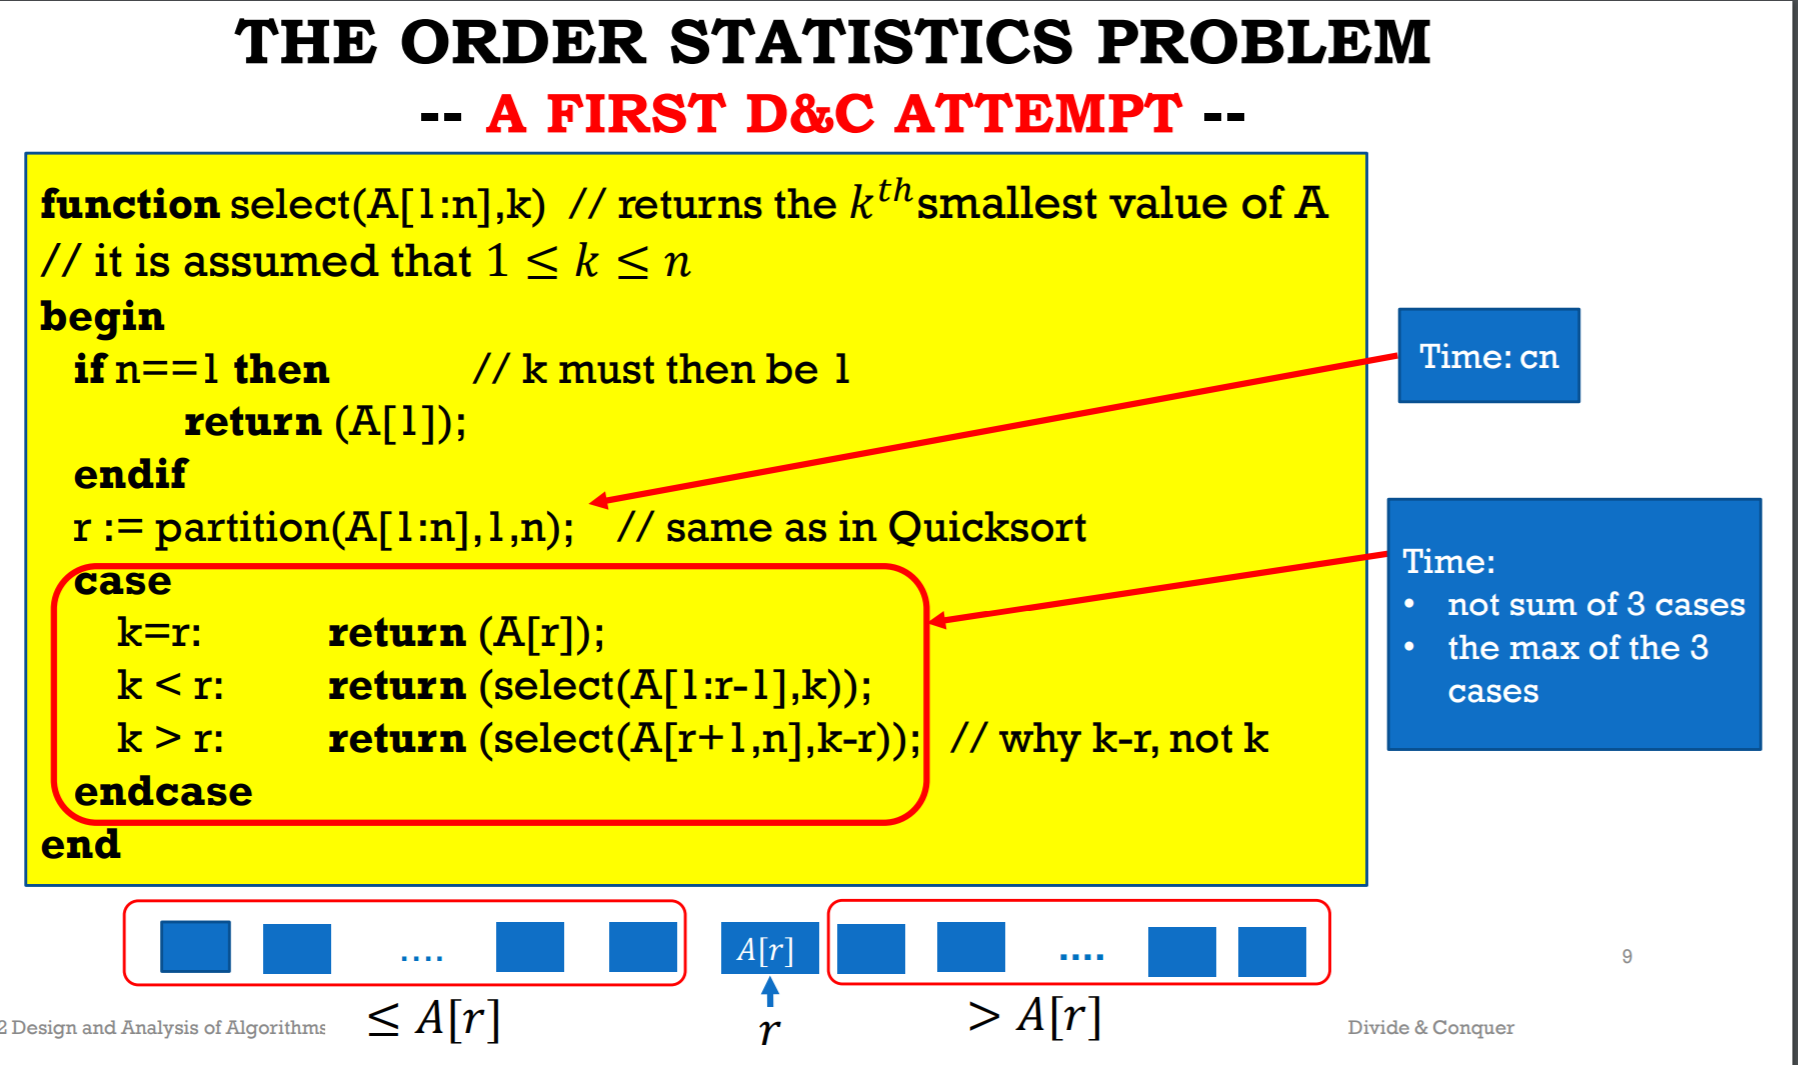 THE ORDER STATISTICS PROBLEM
-- A FIRST D&C ATTEMPT --
function select(A[1:n],k) // returns the k^th smallest value of A
// it is assumed that 1 ≤ k ≤ n
begin
if n==1 then // k must then be 1
return (A[1]);
endif
r := partition(A[1:n],1,n); // same as in Quicksort
case
k=r: return (A[r]);
k < r: return (select(A[1:r-1],k));
k > r: return (select(A[r+1,n],k-r)); // why k-r, not k
endcase
end
Time: cn
Time:
• not sum of 3 cases
• the max of the 3
cases
.... A[r] ....
≤ A[r] r > A[r]
9
2 Design and Analysis of Algorithms
Divide & Conquer